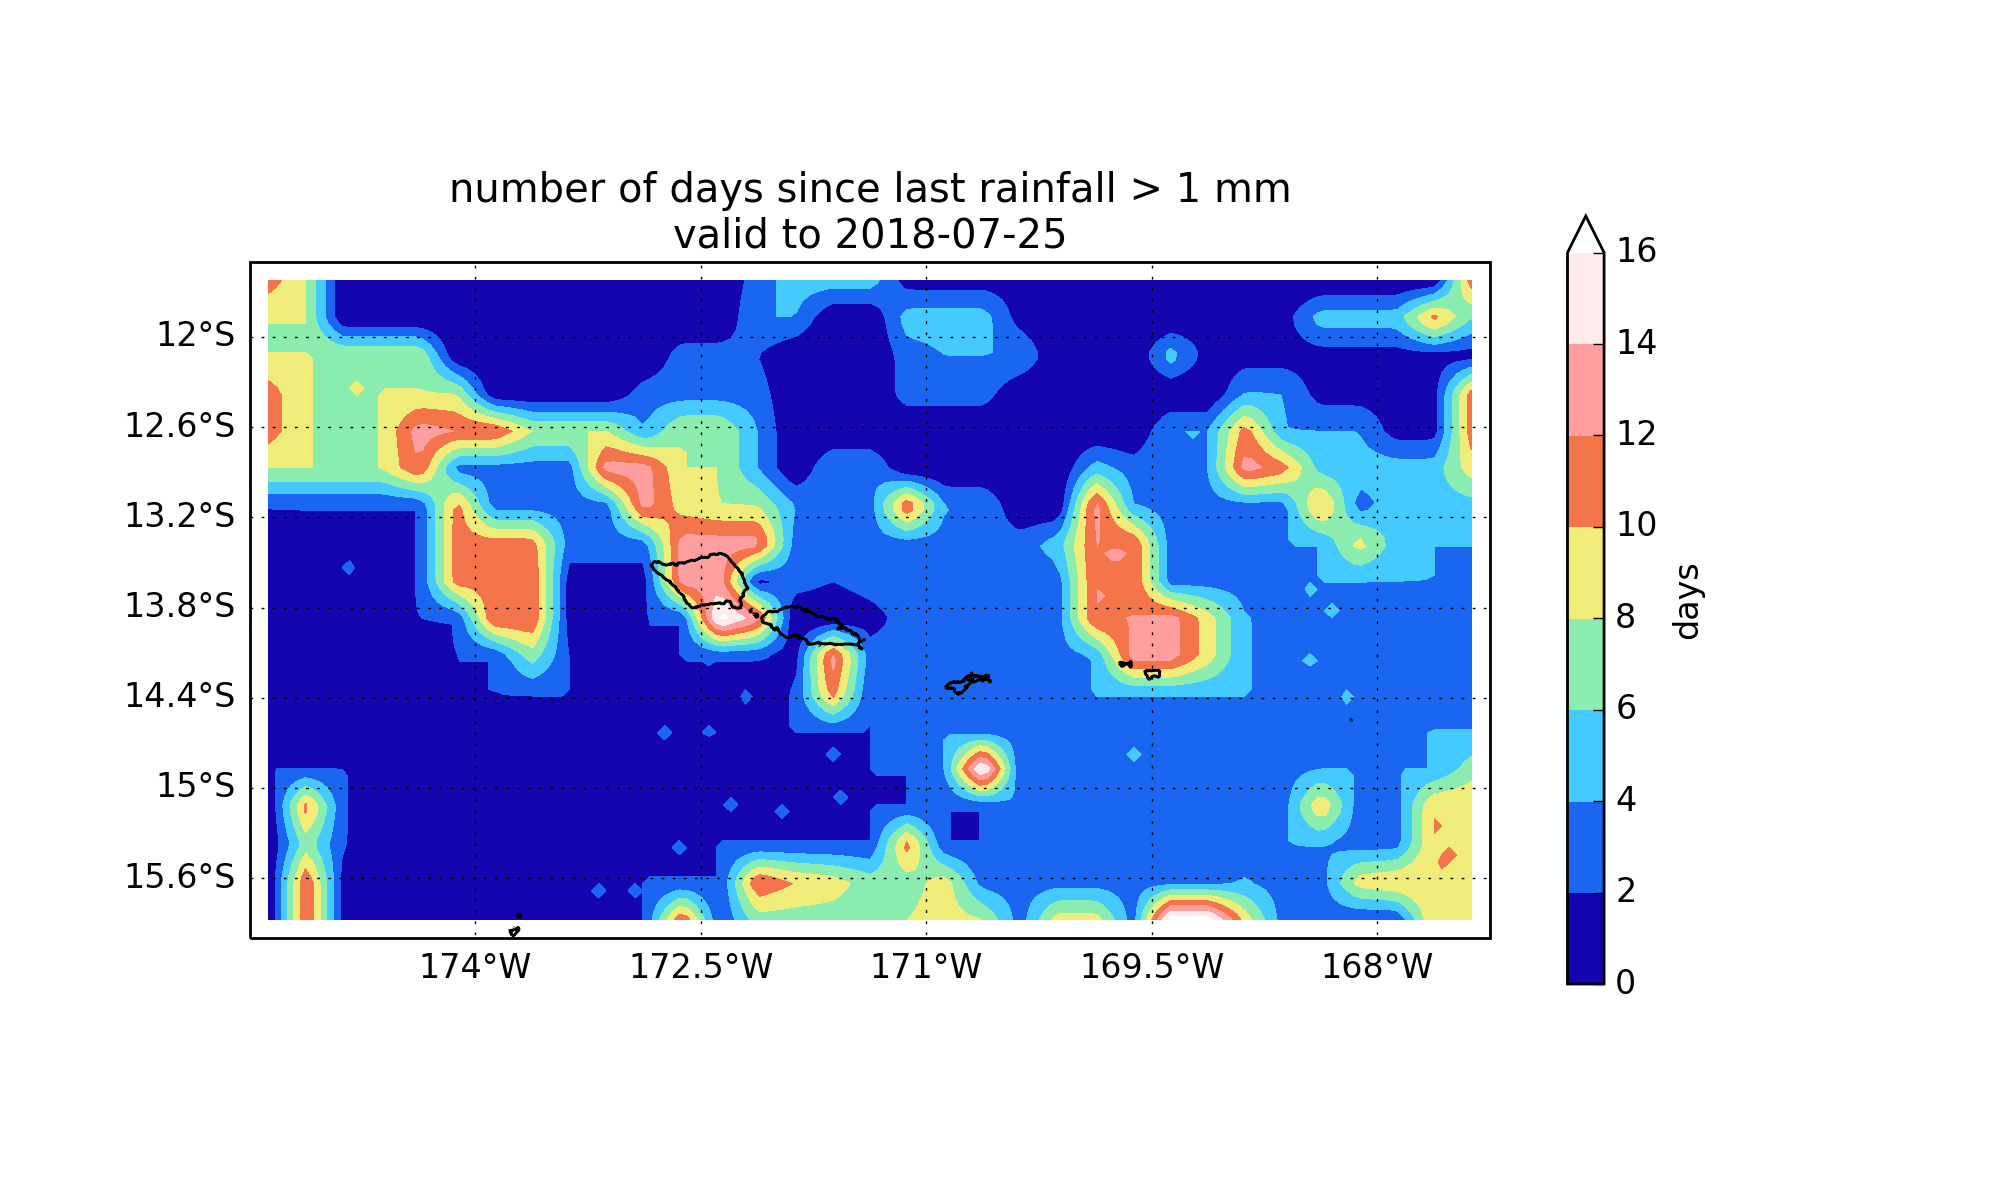 number of days since last rainfall > 1 mm
valid to 2018-07-25
12°S
12.6°S
13.2°S
13.8°S
14.4°S
15°S
15.6°S
174°W
172.5°W
171°W
169.5°W
168°W
16
14
12
10
8
6
4
2
0
days